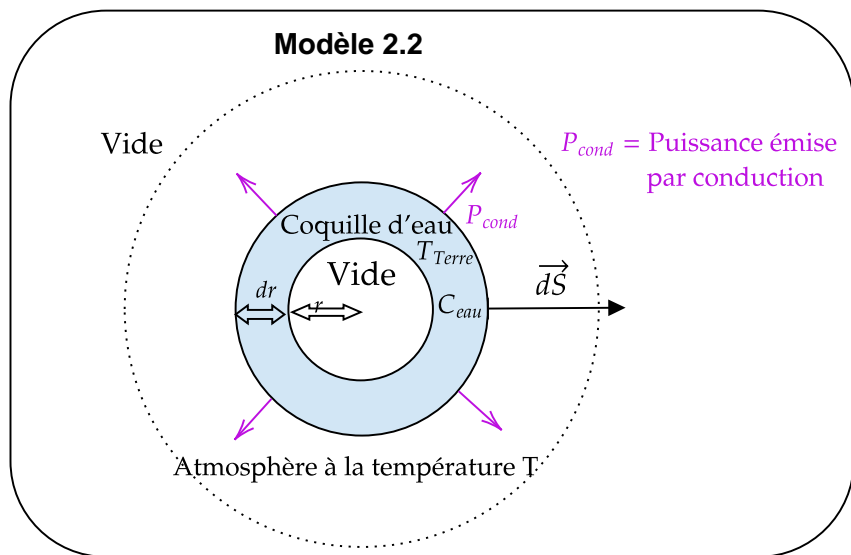 Modèle 2.2
Vide
P_cond = Puissance émise
par conduction
P_cond
Coquille d'eau
T_Terre
Vide
dr
r
C_eau
dS
Atmosphère à la température T